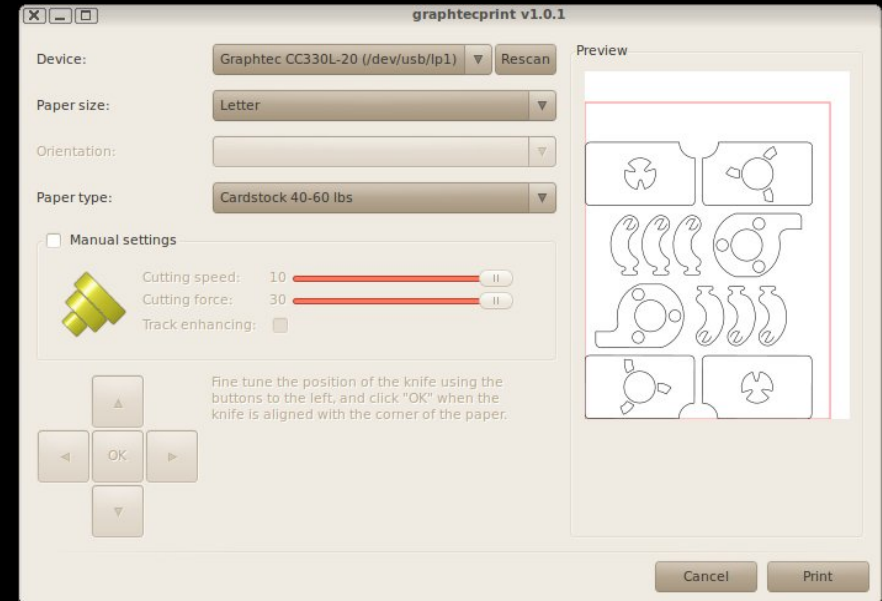 graphtecprint v1.0.1
Device:
Graphtec CC330L-20 (/dev/usb/lp1)
Rescan
Preview
Paper size:
Letter
Orientation:
Paper type:
Cardstock 40-60 lbs
Manual settings
Cutting speed: 10
Cutting force: 30
Track enhancing:
Fine tune the position of the knife using the
buttons to the left, and click "OK" when the
knife is aligned with the corner of the paper.
OK
Cancel
Print